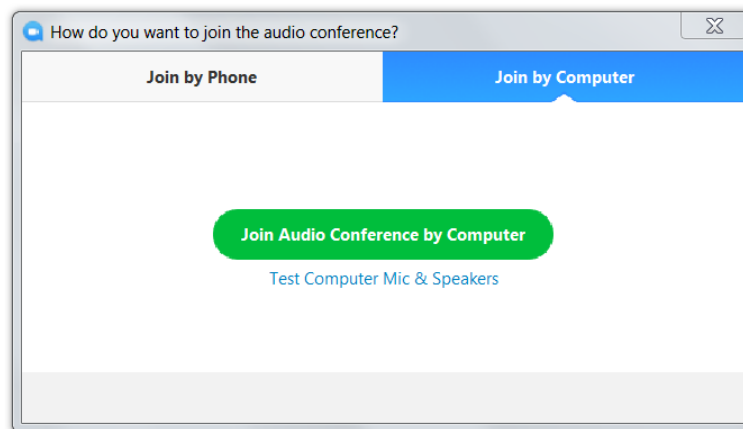 How do you want to join the audio conference?
Join by Phone
Join by Computer
Join Audio Conference by Computer
Test Computer Mic & Speakers